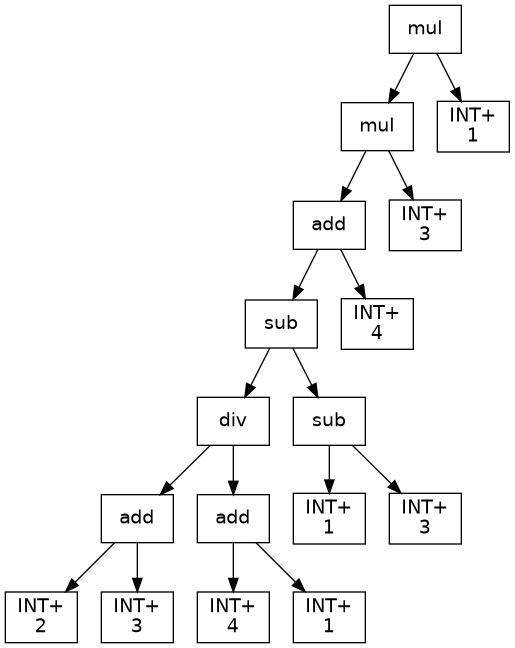 mul
mul
INT+
1
add
INT+
3
sub
INT+
4
div
sub
add
add
INT+
1
INT+
3
INT+
2
INT+
3
INT+
4
INT+
1